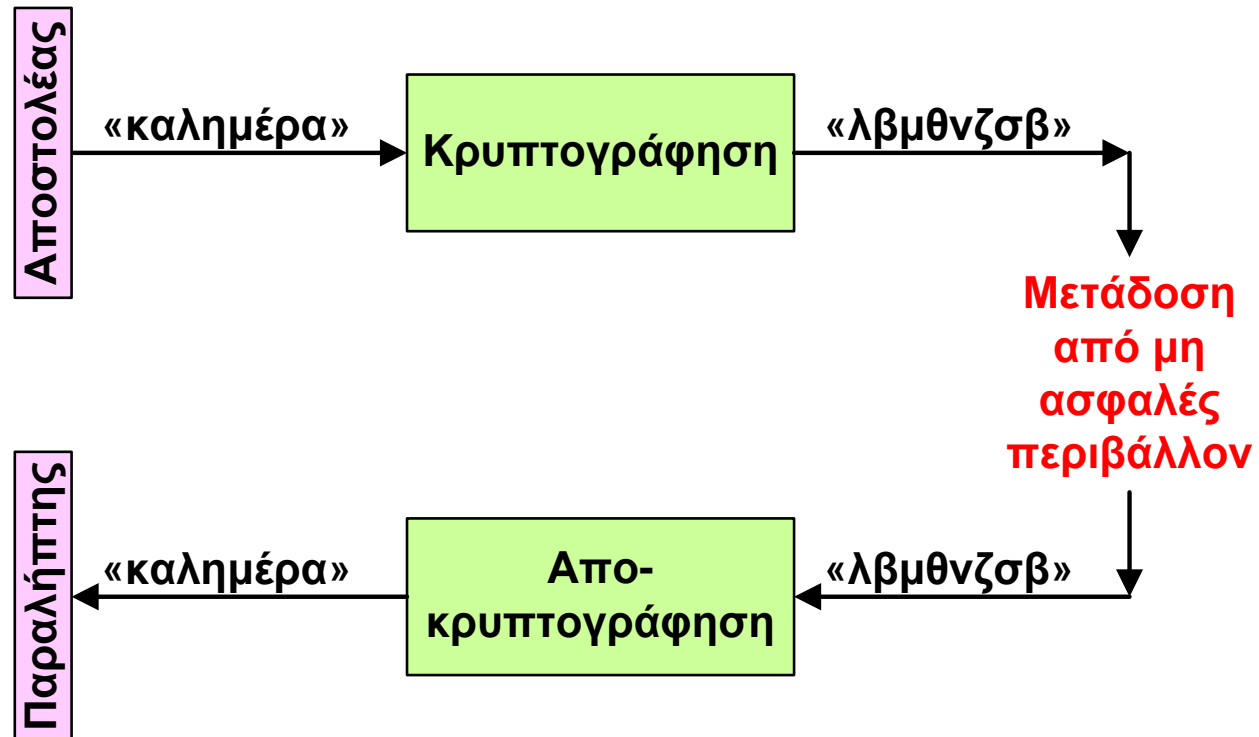 Αποστολέας
«καλημέρα»
Κρυπτογράφηση
«λβμθνζσβ»
Μετάδοση
από μη
ασφαλές
περιβάλλον
«λβμθνζσβ»
Απο-
κρυπτογράφηση
«καλημέρα»
Παραλήπτης